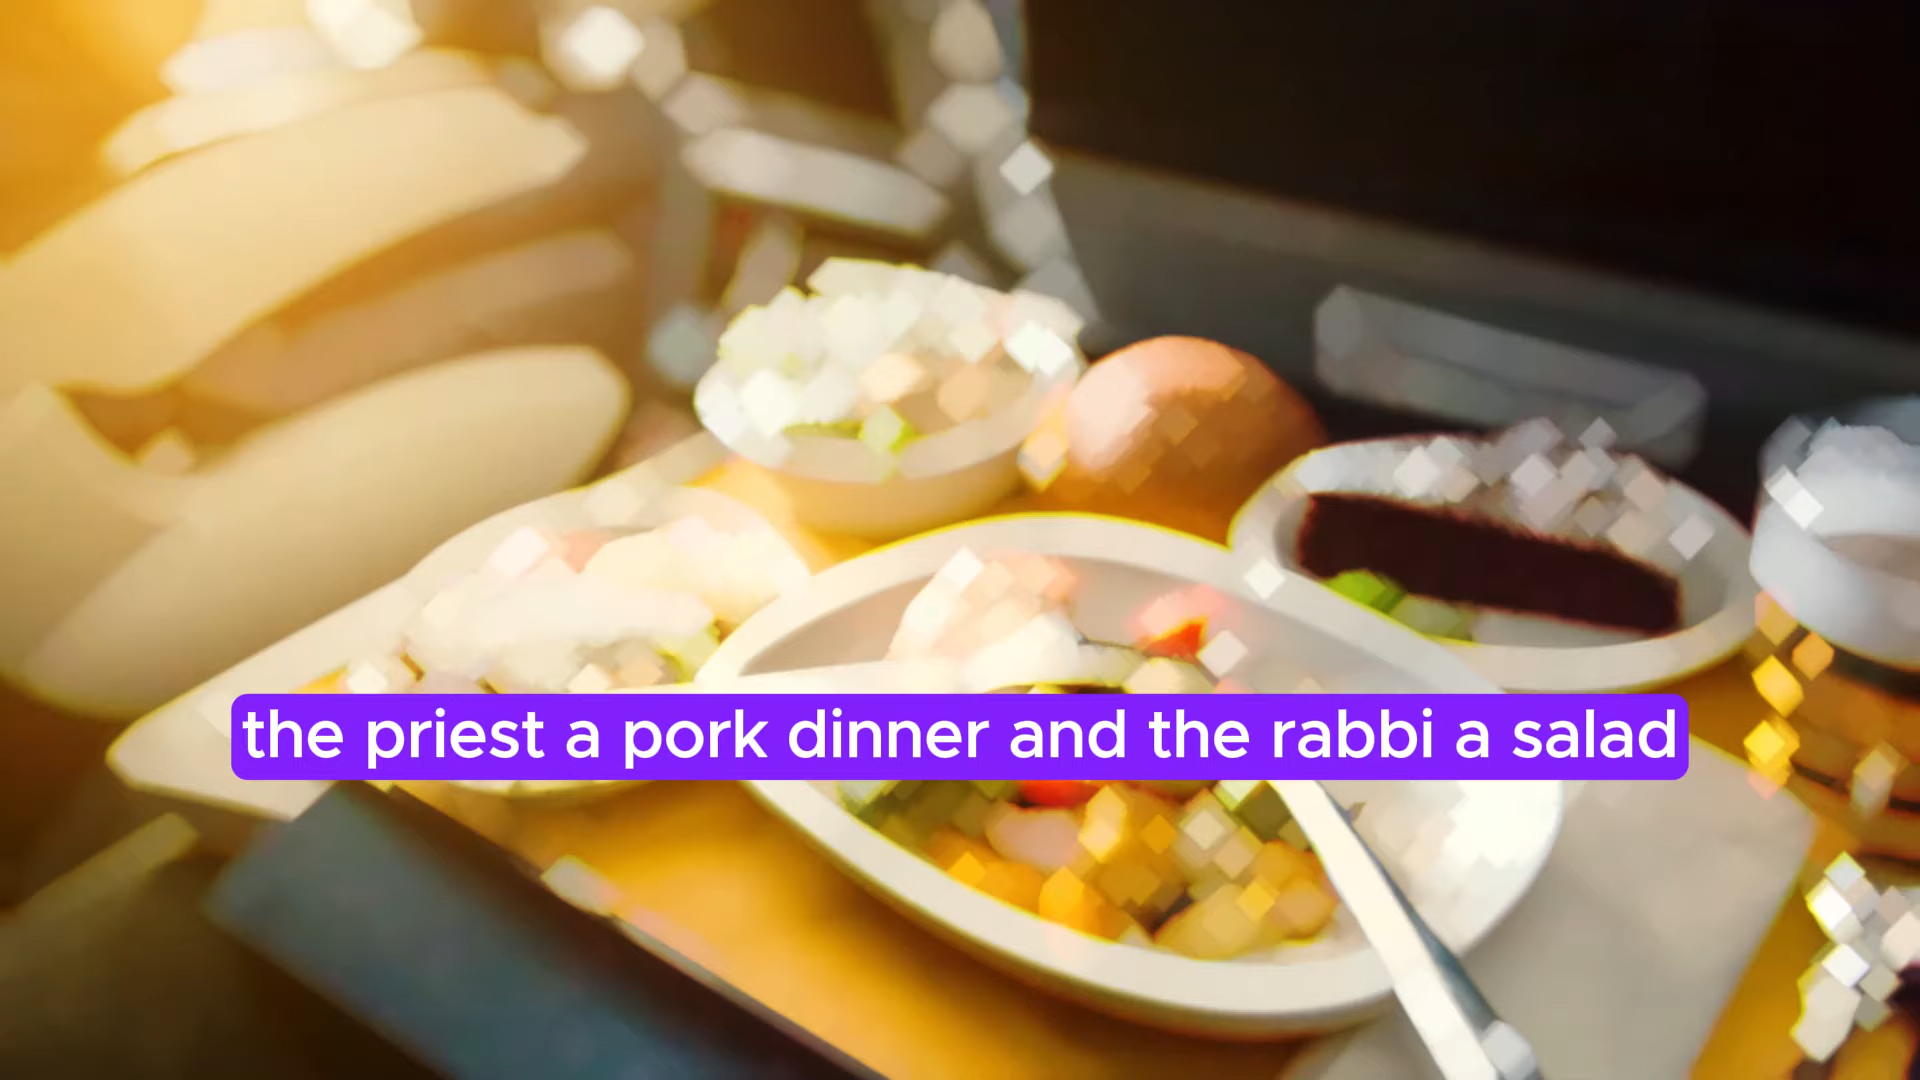 the priest a pork dinner and the rabbi a salad